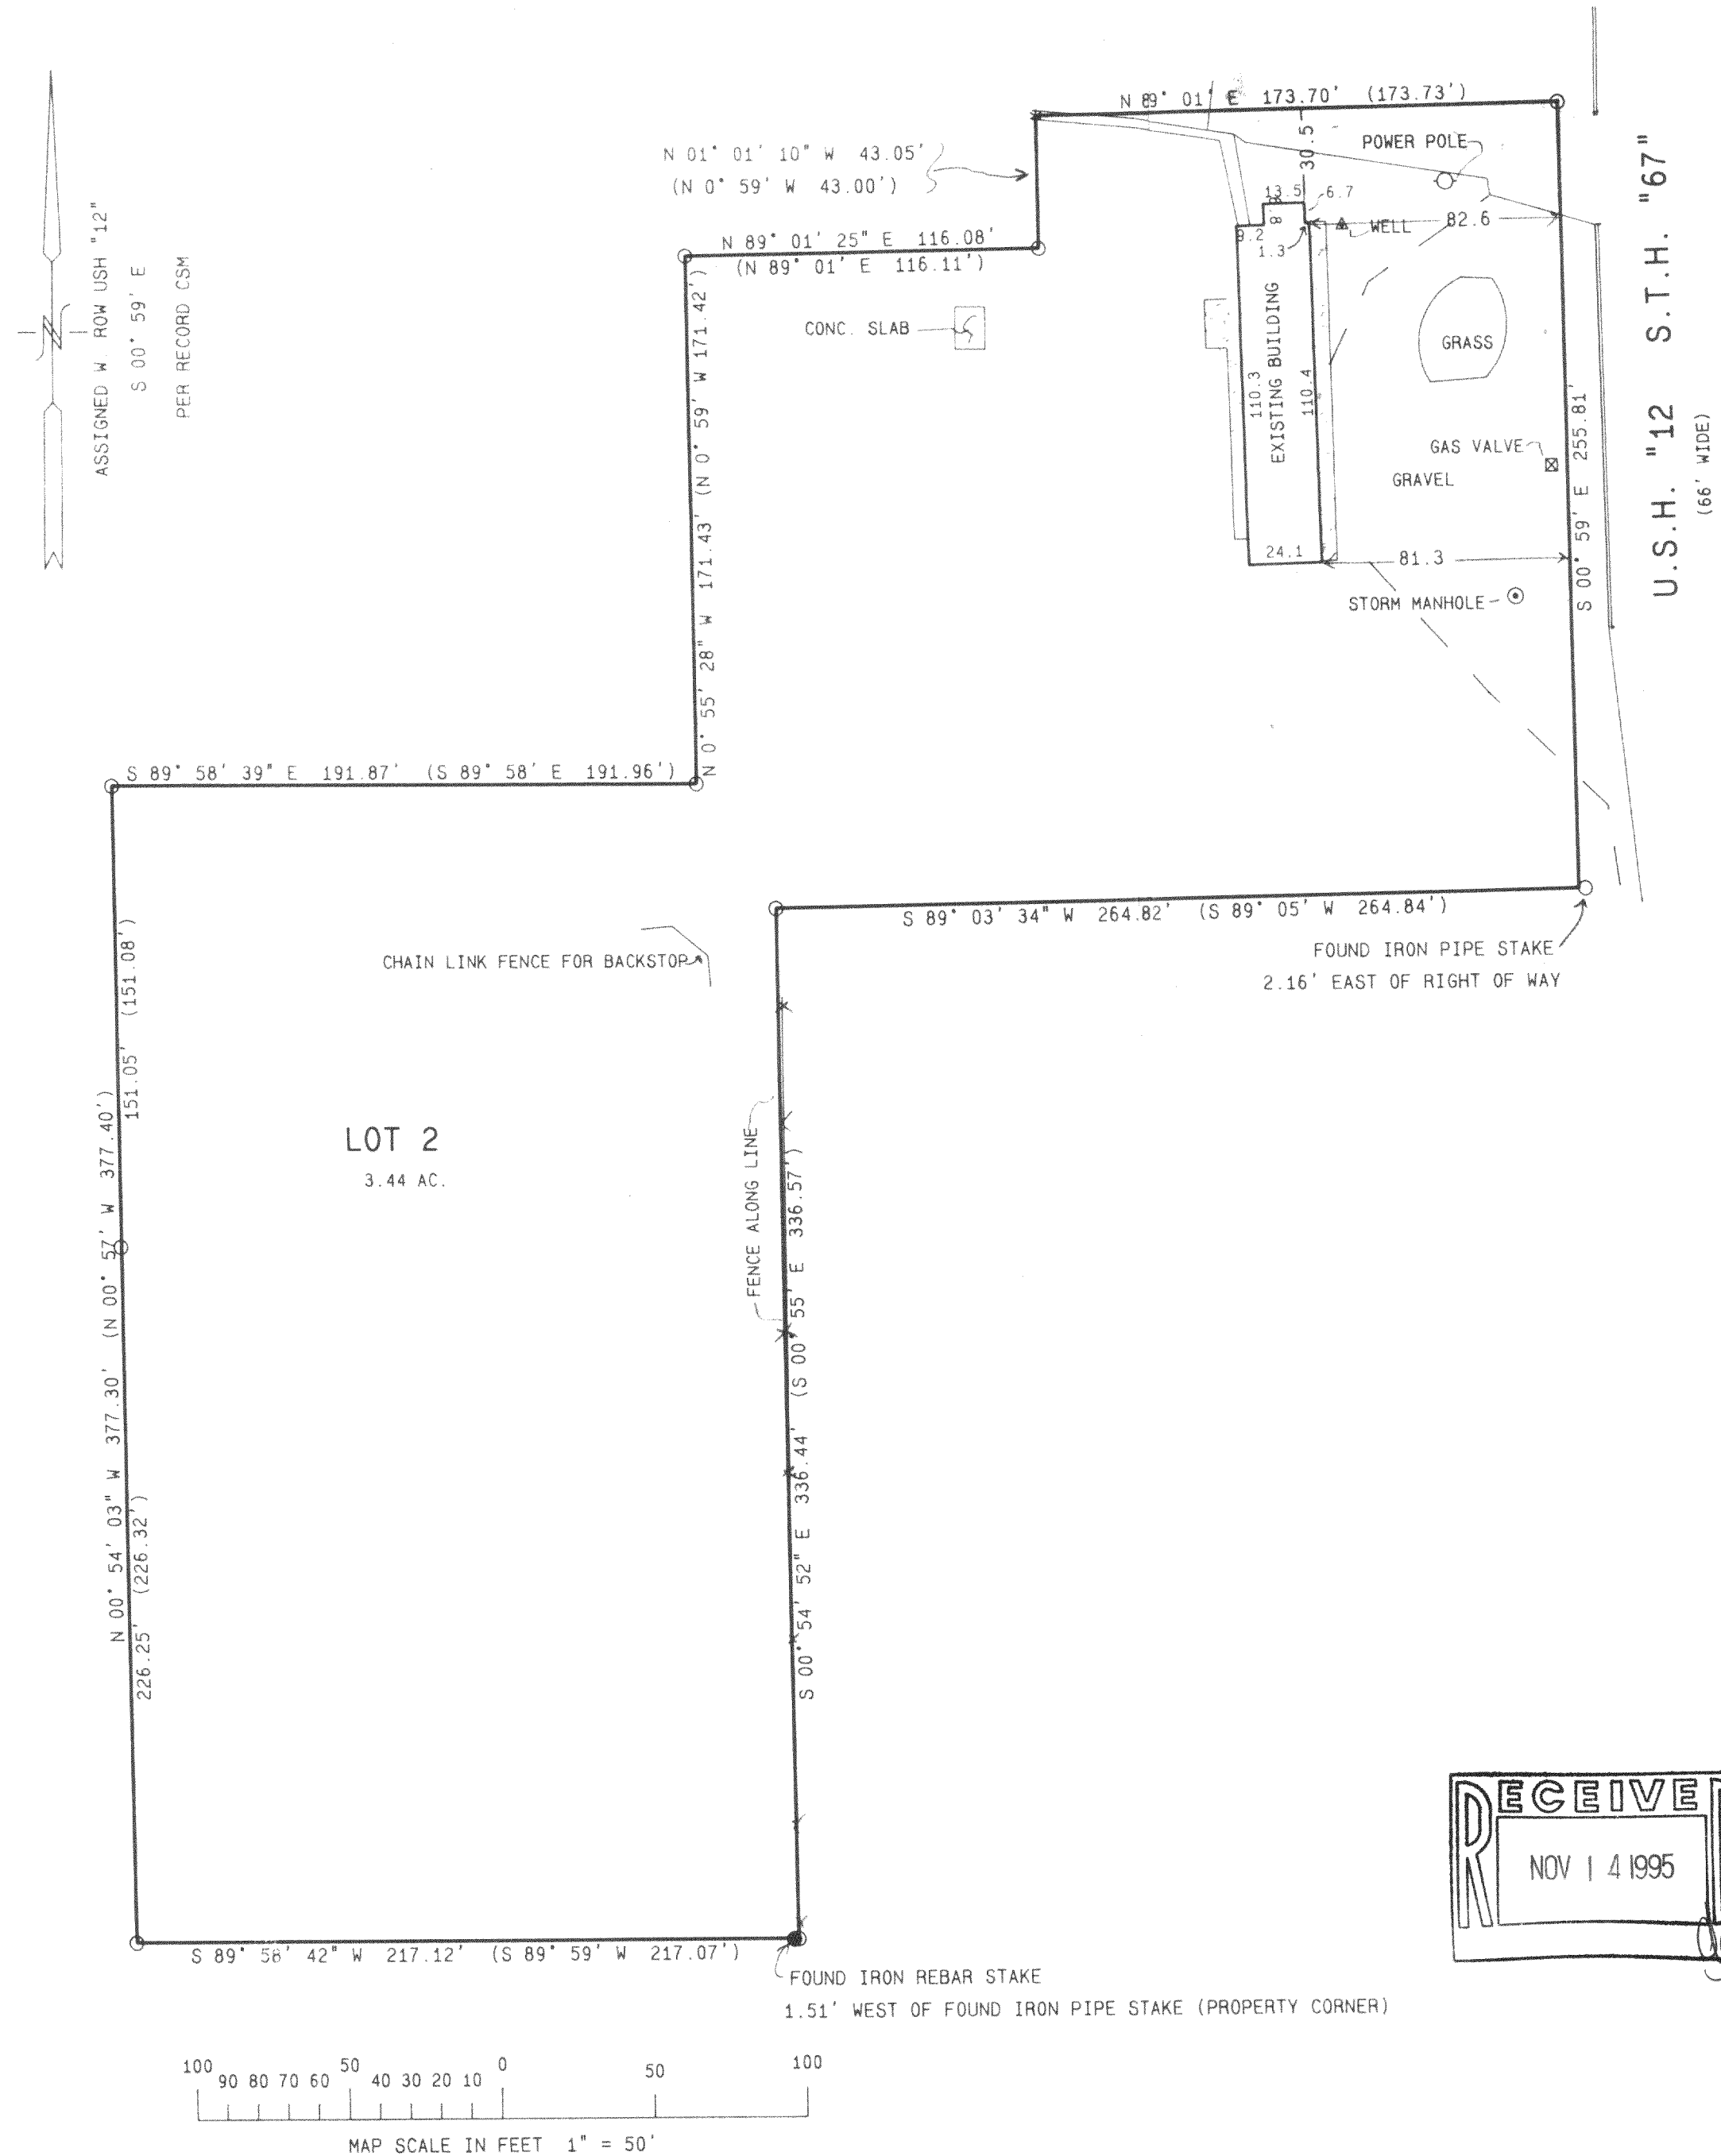 N 89° 01' E 173.70' (173.73')
N 01° 01' 10" W 43.05'
(N 0° 59' W 43.00')
N 89° 01' 25" E 116.08'
(N 89° 01' E 116.11')
ASSIGNED W. ROW USH "12"
S 00° 59' E
PER RECORD CSM
N
POWER POLE
30.5
13.5
6.7
8.8
9.2
1.3
WELL
82.6
CONC. SLAB
EXISTING BUILDING
110.3
110.4
24.1
GRASS
GAS VALVE
GRAVEL
81.3
STORM MANHOLE
S 00° 59' E 255.81'
U.S.H. "12 S.T.H. "67"
(66' WIDE)
N 0° 55' 28" W 171.43' (N 0° 59' W 171.42')
S 89° 58' 39" E 191.87' (S 89° 58' E 191.96')
S 89° 03' 34" W 264.82' (S 89° 05' W 264.84')
FOUND IRON PIPE STAKE
2.16' EAST OF RIGHT OF WAY
CHAIN LINK FENCE FOR BACKSTOP
151.05' (151.08')
N 00° 54' 03" W 377.30' (N 00° 57' W 377.40')
226.25' (226.32')
LOT 2
3.44 AC.
FENCE ALONG LINE
S 00° 54' 52" E 336.44' (S 00° 55' E 336.57')
RECEIVED
NOV 14 1995
S 89° 58' 42" W 217.12' (S 89° 59' W 217.07')
FOUND IRON REBAR STAKE
1.51' WEST OF FOUND IRON PIPE STAKE (PROPERTY CORNER)
100 90 80 70 60 50 40 30 20 10 0 50 100
MAP SCALE IN FEET 1" = 50'